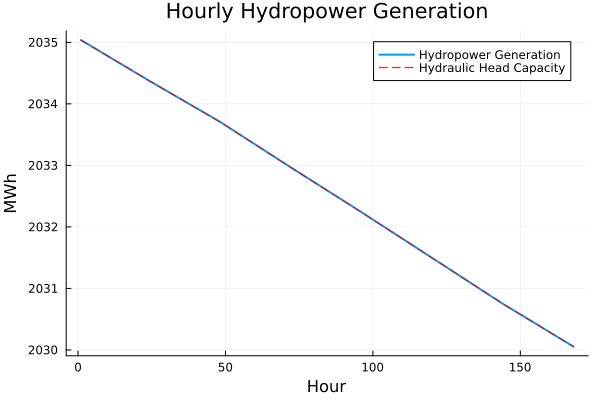 Hourly Hydropower Generation
Hydropower Generation
Hydraulic Head Capacity
MWh
2035
2034
2033
2032
2031
2030
0 50 100 150
Hour